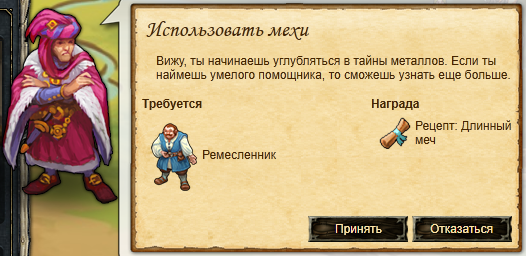 Использовать мехи
Вижу, ты начинаешь углубляться в тайны металлов. Если ты
наймешь умелого помощника, то сможешь узнать еще больше.
Требуется
Награда
Ремесленник
Рецепт: Длинный
меч
Принять
Отказаться